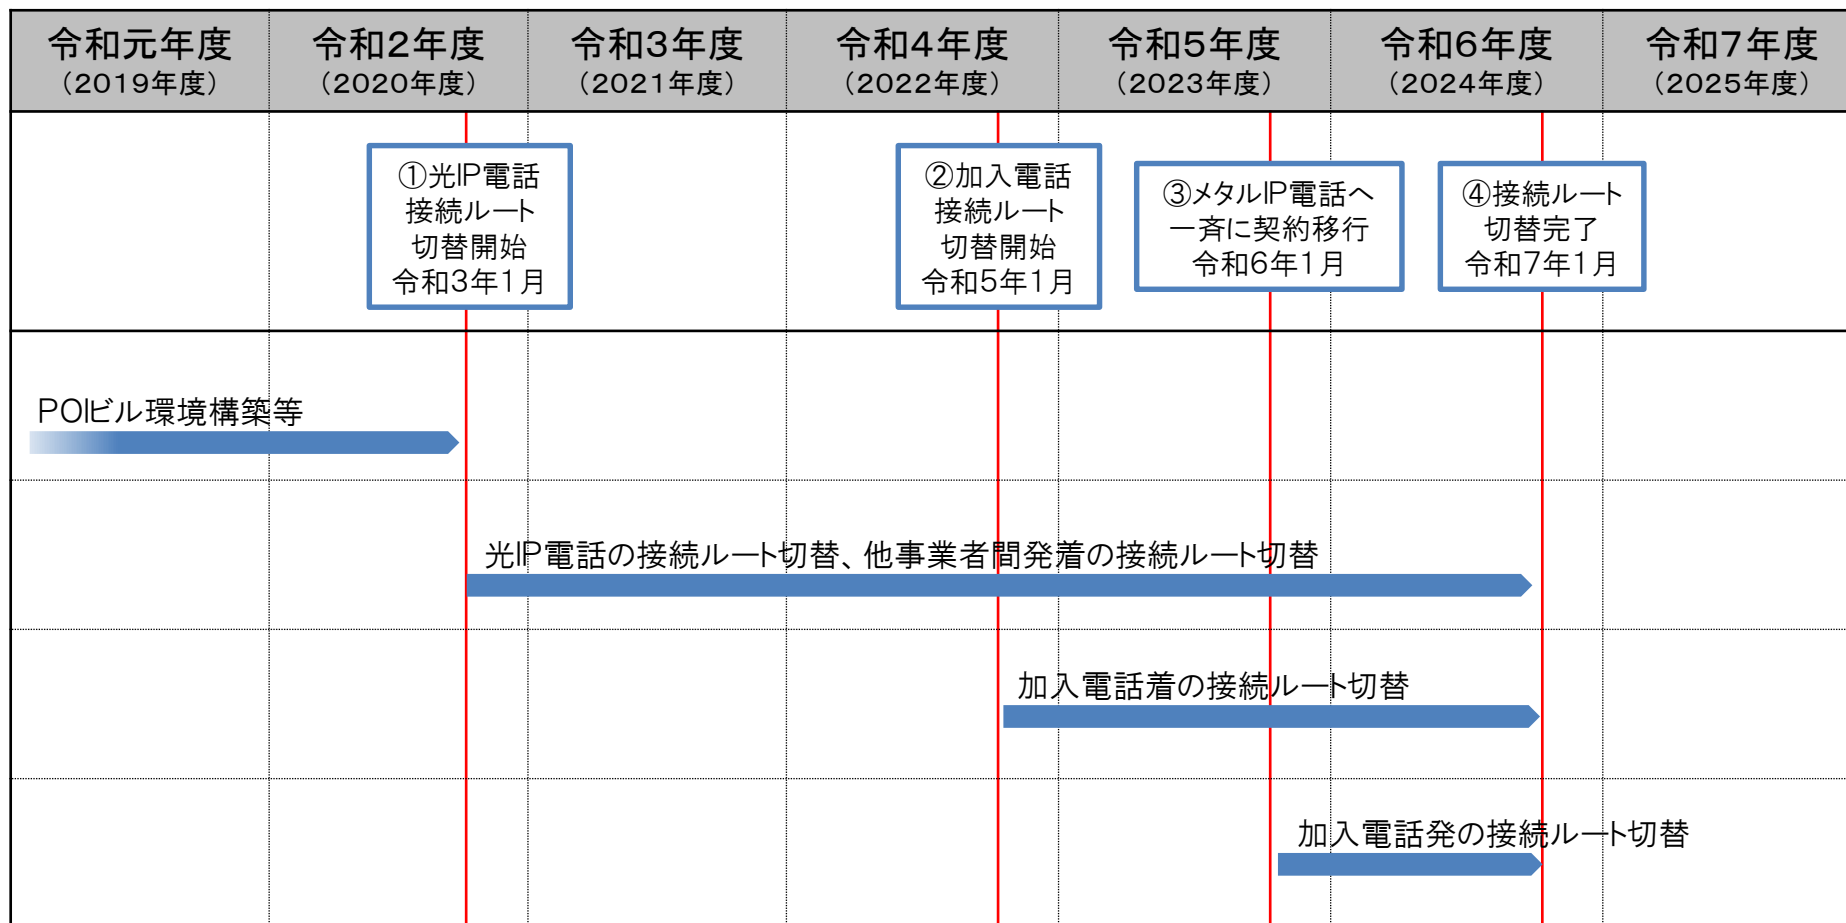 令和元年度 令和2年度 令和3年度 令和4年度 令和5年度 令和6年度 令和7年度
（2019年度） （2020年度） （2021年度） （2022年度） （2023年度） （2024年度） （2025年度）
①光IP電話
接続ルート
切替開始
令和3年1月
②加入電話
接続ルート
切替開始
令和5年1月
③メタルIP電話へ
一斉に契約移行
令和6年1月
④接続ルート
切替完了
令和7年1月
POIビル環境構築等
光IP電話の接続ルート切替、他事業者間発着の接続ルート切替
加入電話着の接続ルート切替
加入電話発の接続ルート切替